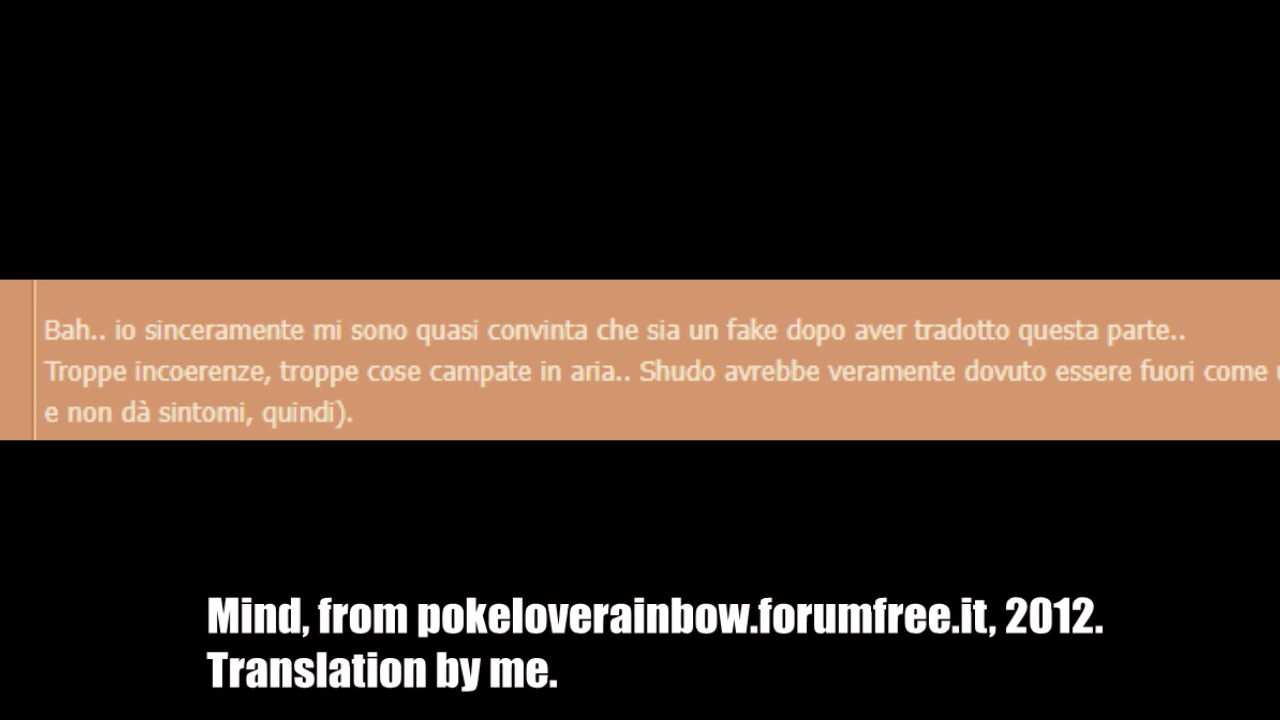 Bah.. io sinceramente mi sono quasi convinta che sia un fake dopo aver tradotto questa parte..
Troppe incoerenze, troppe cose campate in aria.. Shudo avrebbe veramente dovuto essere fuori come
e non dà sintomi, quindi).
Mind, from pokeloverainbow.forumfree.it, 2012.
Translation by me.